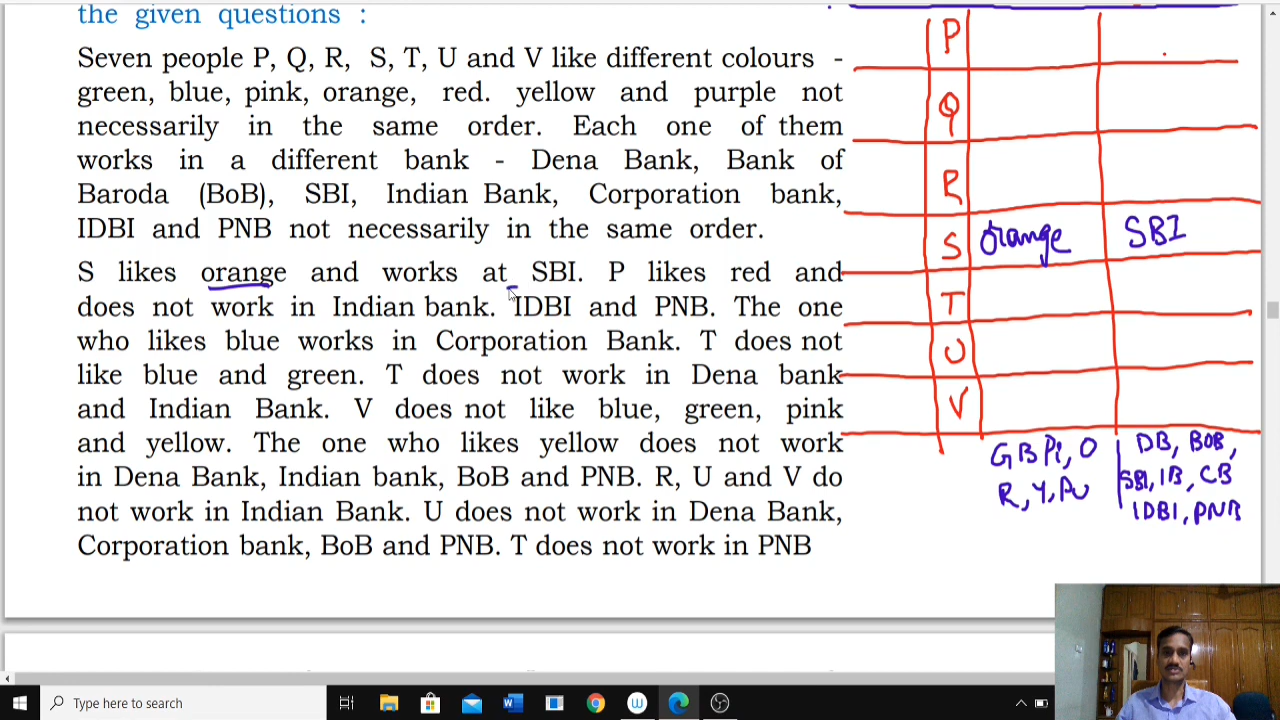 the given questions :
Seven people P, Q, R, S, T, U and V like different colours -
green, blue, pink, orange, red. yellow and purple not
necessarily in the same order. Each one of them
works in a different bank - Dena Bank, Bank of
Baroda (BoB), SBI, Indian Bank, Corporation bank,
IDBI and PNB not necessarily in the same order.
S likes orange and works at SBI. P likes red and
does not work in Indian bank. IDBI and PNB. The one
who likes blue works in Corporation Bank. T does not
like blue and green. T does not work in Dena bank
and Indian Bank. V does not like blue, green, pink
and yellow. The one who likes yellow does not work
in Dena Bank, Indian bank, BoB and PNB. R, U and V do
not work in Indian Bank. U does not work in Dena Bank,
Corporation bank, BoB and PNB. T does not work in PNB
P
Q
R
S orange SBI
T
U
V
G B Pi, O
R, Y, Pu
DB, BOB,
SBI, IB, CB
IDBI, PNB
Type here to search